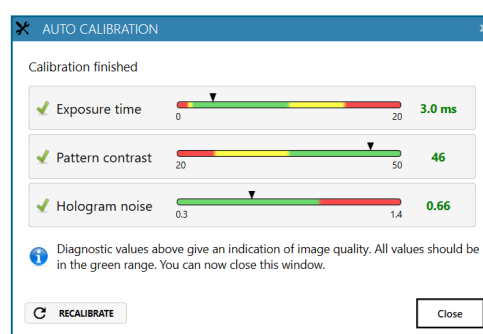 AUTO CALIBRATION
Calibration finished
Exposure time
0
20
3.0 ms
Pattern contrast
20
50
46
Hologram noise
0.3
1.4
0.66
Diagnostic values above give an indication of image quality. All values should be
in the green range. You can now close this window.
RECALIBRATE
Close